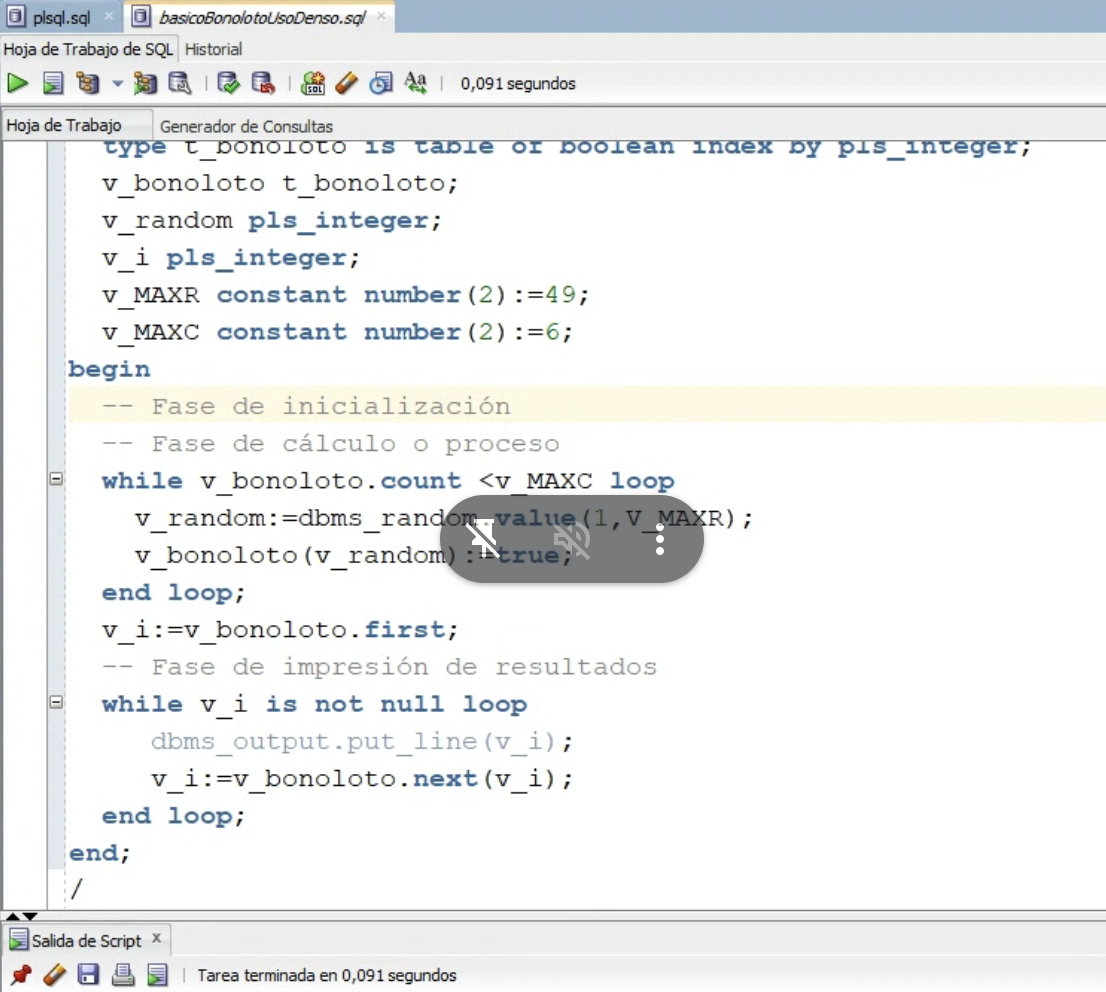 plsql.sql
basicoBonolotoUsoDenso.sql
Hoja de Trabajo de SQL Historial
0,091 segundos
Hoja de Trabajo Generador de Consultas
type t_bonoloto is table of boolean index by pls_integer;
v_bonoloto t_bonoloto;
v_random pls_integer;
v_i pls_integer;
v_MAXR constant number(2):=49;
v_MAXC constant number(2):=6;
begin
-- Fase de inicialización
-- Fase de cálculo o proceso
while v_bonoloto.count <v_MAXC loop
v_random:=dbms_random.value(1,V_MAXR);
v_bonoloto(v_random):=true;
end loop;
v_i:=v_bonoloto.first;
-- Fase de impresión de resultados
while v_i is not null loop
dbms_output.put_line(v_i);
v_i:=v_bonoloto.next(v_i);
end loop;
end;
/
Salida de Script
Tarea terminada en 0,091 segundos